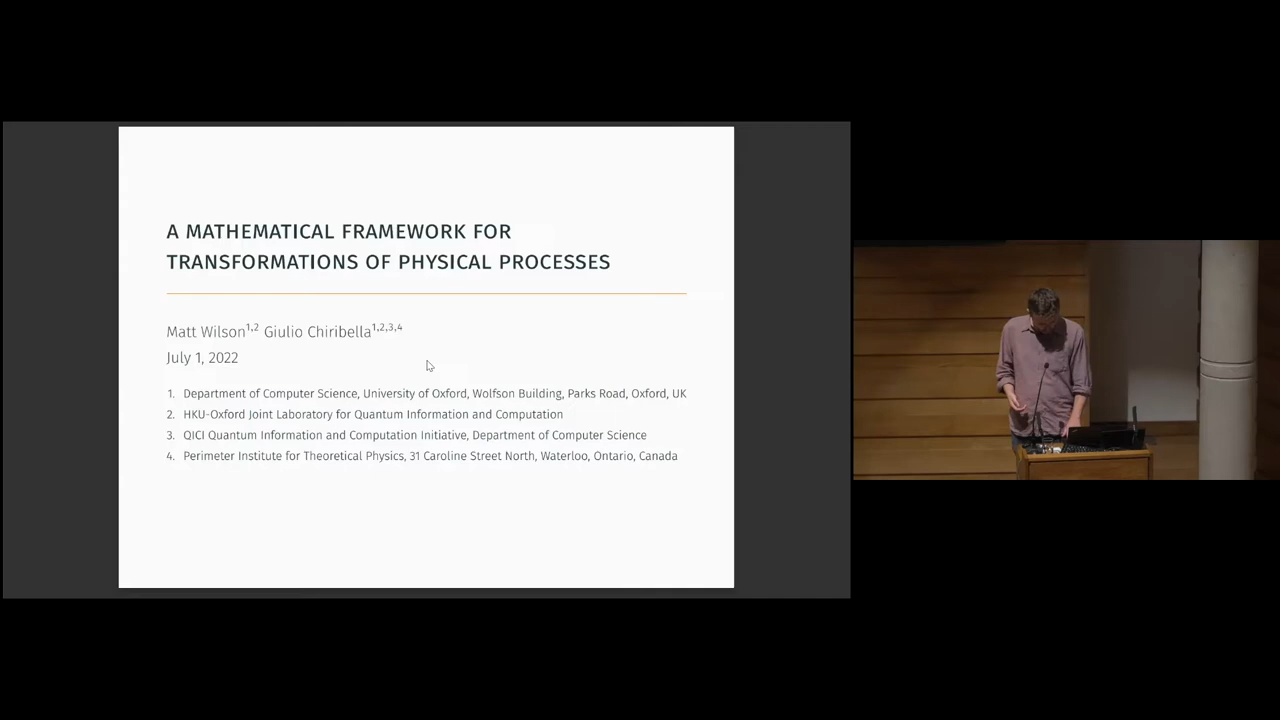 A MATHEMATICAL FRAMEWORK FOR
TRANSFORMATIONS OF PHYSICAL PROCESSES
Matt Wilson1,2 Giulio Chiribella1,2,3,4
July 1, 2022
1. Department of Computer Science, University of Oxford, Wolfson Building, Parks Road, Oxford, UK
2. HKU-Oxford Joint Laboratory for Quantum Information and Computation
3. QICI Quantum Information and Computation Initiative, Department of Computer Science
4. Perimeter Institute for Theoretical Physics, 31 Caroline Street North, Waterloo, Ontario, Canada